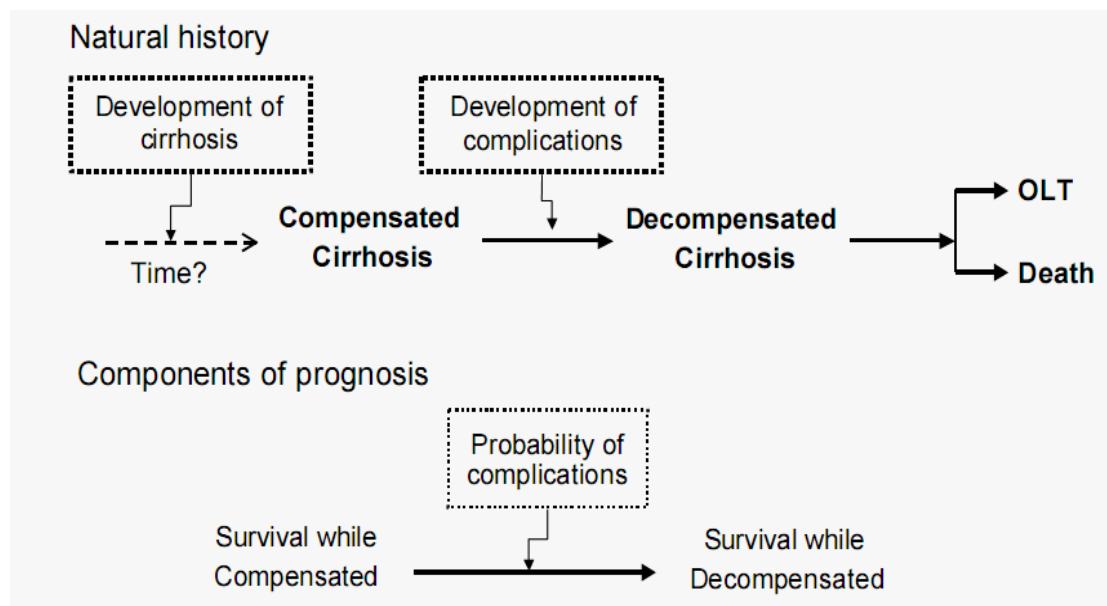 Natural history
Development of
cirrhosis
Development of
complications
Time?
Compensated
Cirrhosis
Decompensated
Cirrhosis
OLT
Death
Components of prognosis
Probability of
complications
Survival while
Compensated
Survival while
Decompensated